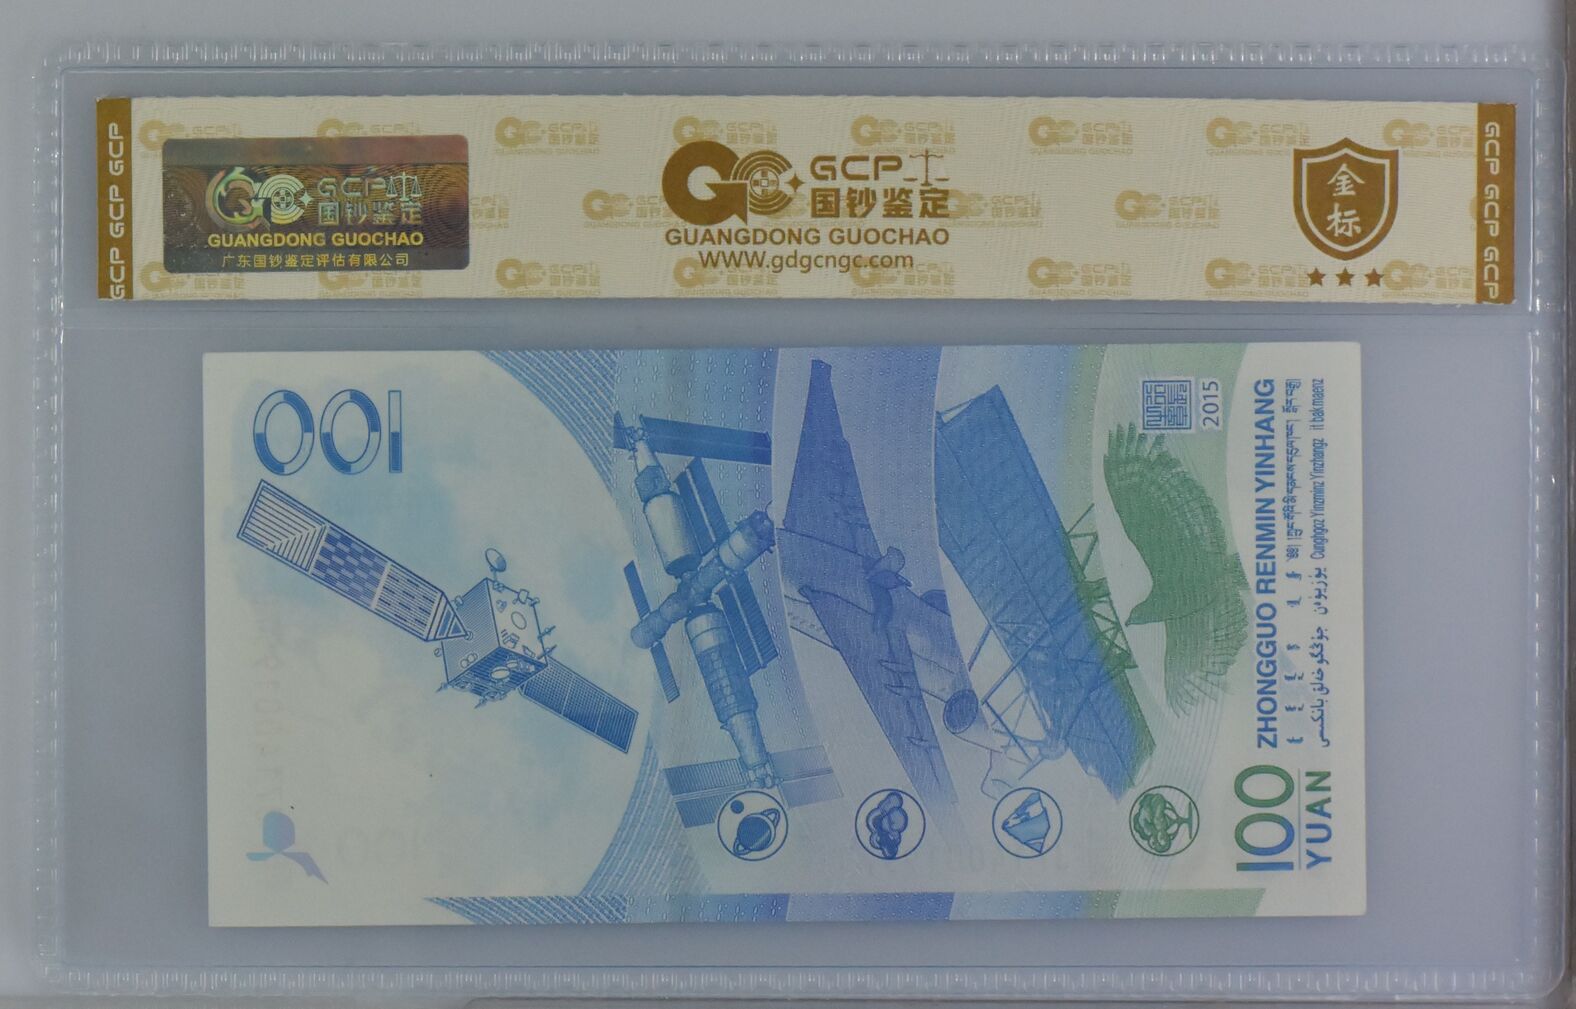 GCP GCP GCP
GCP
国钞鉴定
GUANGDONG GUOCHAO
广东国钞鉴定评估有限公司
GCP
国钞鉴定
GUANGDONG GUOCHAO
WWW.gdgcngc.com
金
标
GCP GCP GCP
100
2015
ZHONGGUO RENMIN YINHANG
Cunghgoz Yinzminz Yinzhangz it bakmaenz
100
YUAN